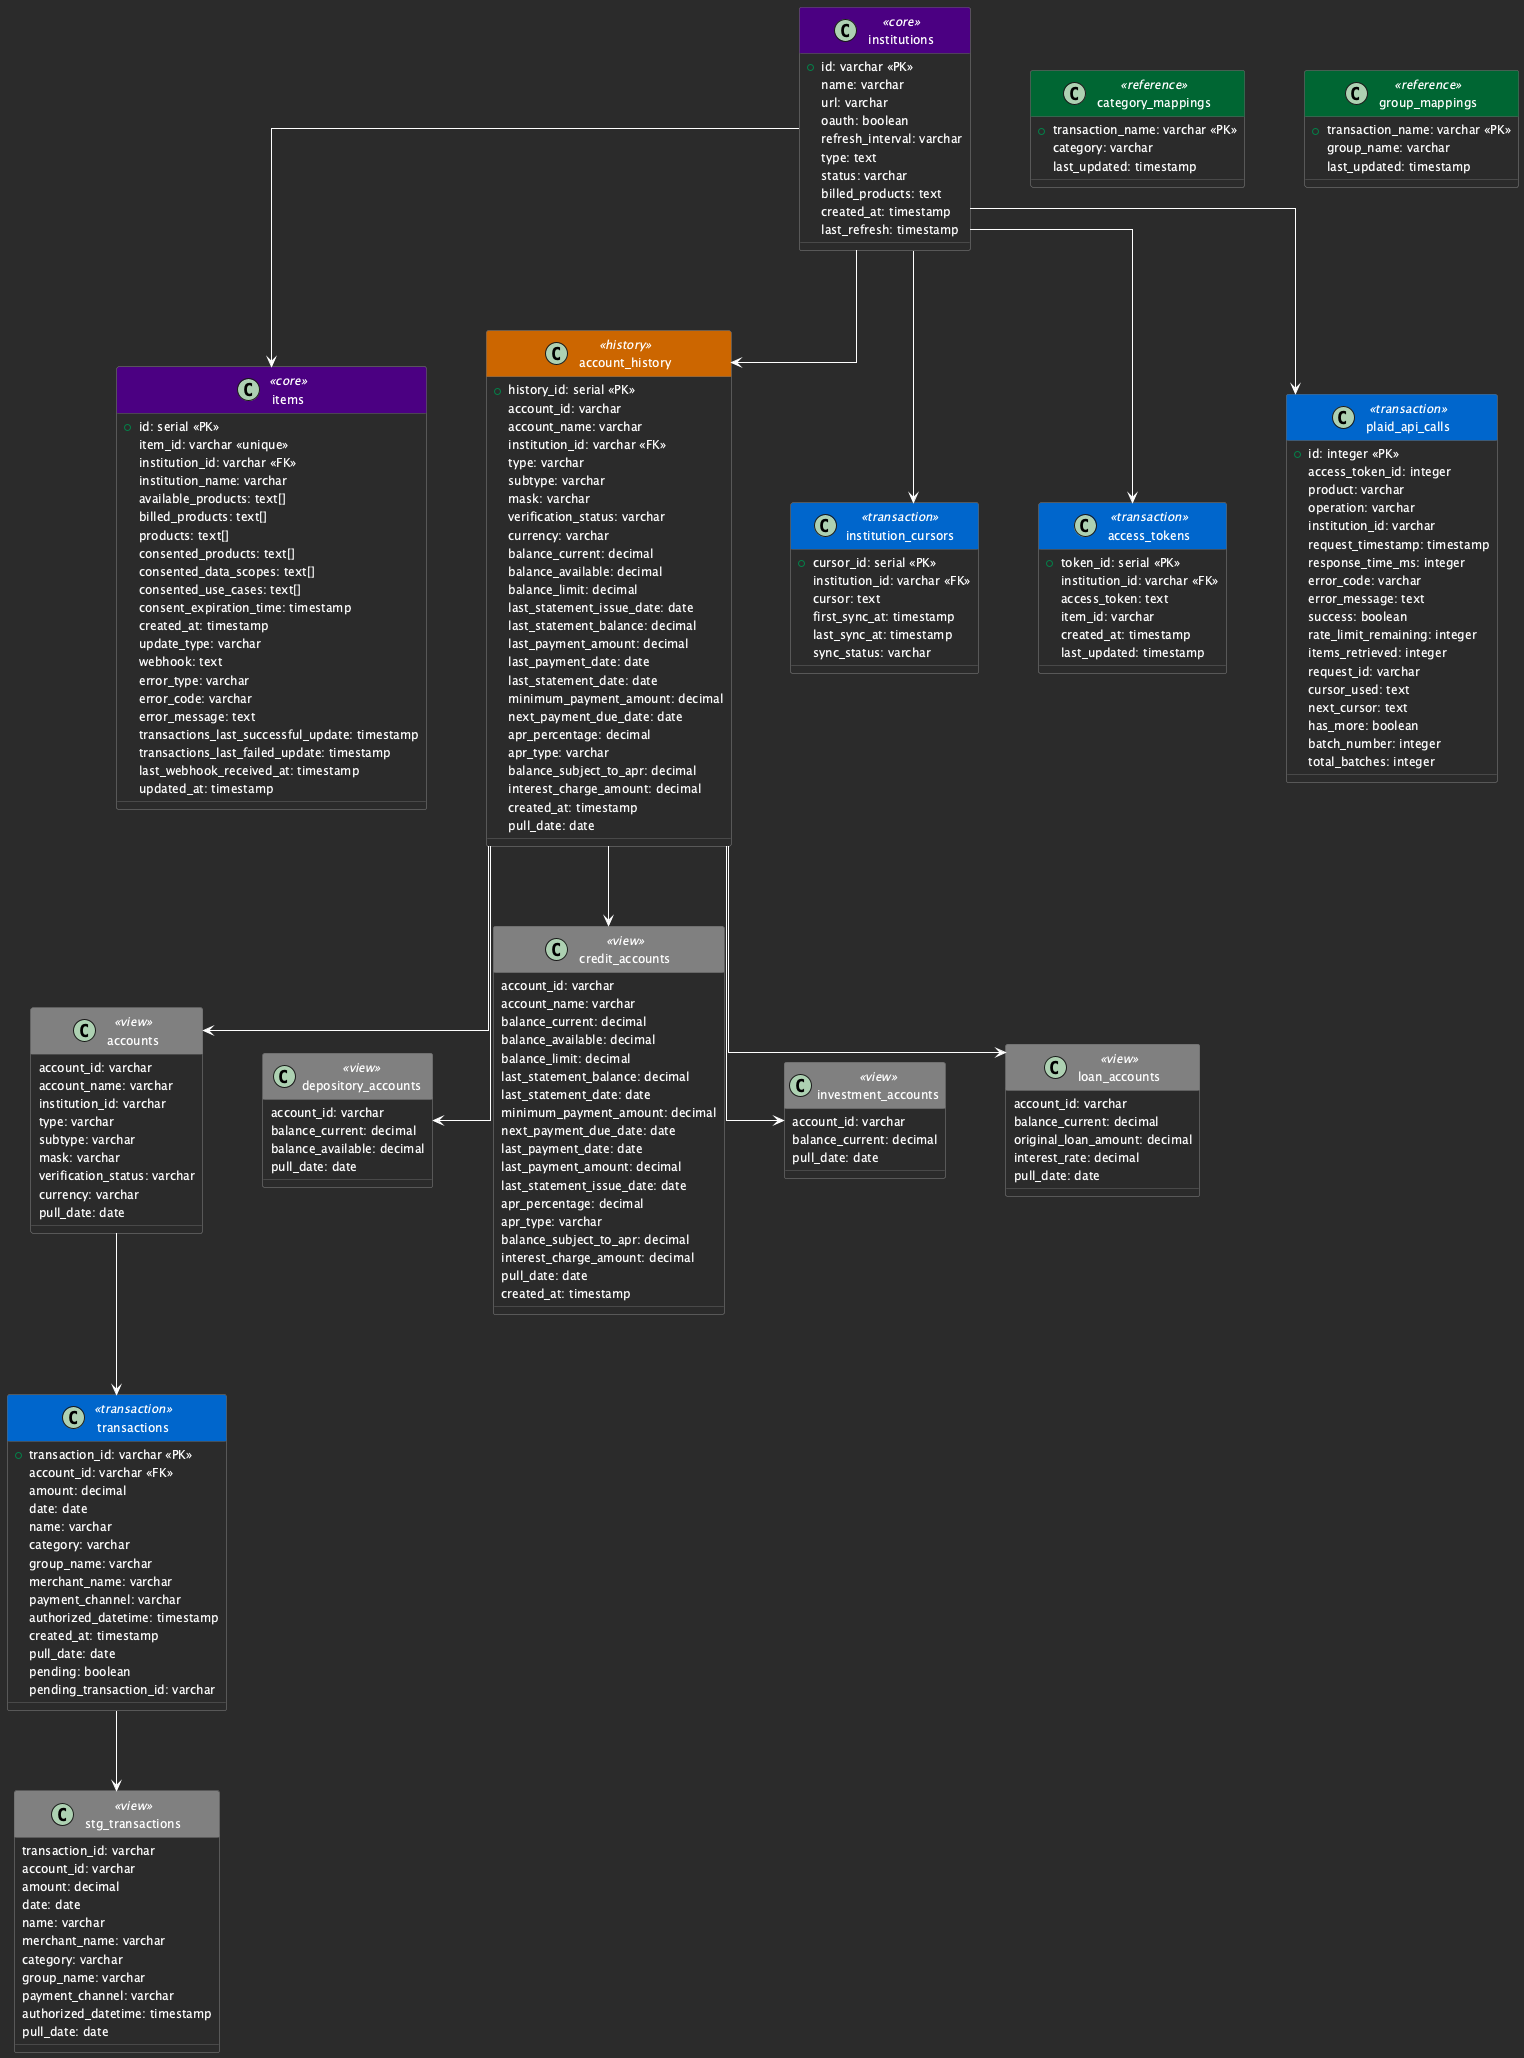 «core»
C institutions
id: varchar «PK»
name: varchar
url: varchar
oauth: boolean
refresh_interval: varchar
type: text
status: varchar
billed_products: text
created_at: timestamp
last_refresh: timestamp
«reference»
C category_mappings
transaction_name: varchar «PK»
category: varchar
last_updated: timestamp
«reference»
C group_mappings
transaction_name: varchar «PK»
group_name: varchar
last_updated: timestamp
«core»
C items
id: serial «PK»
item_id: varchar «unique»
institution_id: varchar «FK»
institution_name: varchar
available_products: text[]
billed_products: text[]
products: text[]
consented_products: text[]
consented_data_scopes: text[]
consented_use_cases: text[]
consent_expiration_time: timestamp
created_at: timestamp
update_type: varchar
webhook: text
error_type: varchar
error_code: varchar
error_message: text
transactions_last_successful_update: timestamp
transactions_last_failed_update: timestamp
last_webhook_received_at: timestamp
updated_at: timestamp
«history»
C account_history
history_id: serial «PK»
account_id: varchar
account_name: varchar
institution_id: varchar «FK»
type: varchar
subtype: varchar
mask: varchar
verification_status: varchar
currency: varchar
balance_current: decimal
balance_available: decimal
balance_limit: decimal
last_statement_issue_date: date
last_statement_balance: decimal
last_payment_amount: decimal
last_payment_date: date
last_statement_date: date
minimum_payment_amount: decimal
next_payment_due_date: date
apr_percentage: decimal
apr_type: varchar
balance_subject_to_apr: decimal
interest_charge_amount: decimal
created_at: timestamp
pull_date: date
«transaction»
C institution_cursors
cursor_id: serial «PK»
institution_id: varchar «FK»
cursor: text
first_sync_at: timestamp
last_sync_at: timestamp
sync_status: varchar
«transaction»
C access_tokens
token_id: serial «PK»
institution_id: varchar «FK»
access_token: text
item_id: varchar
created_at: timestamp
last_updated: timestamp
«transaction»
C plaid_api_calls
id: integer «PK»
access_token_id: integer
product: varchar
operation: varchar
institution_id: varchar
request_timestamp: timestamp
response_time_ms: integer
error_code: varchar
error_message: text
success: boolean
rate_limit_remaining: integer
items_retrieved: integer
request_id: varchar
cursor_used: text
next_cursor: text
has_more: boolean
batch_number: integer
total_batches: integer
«view»
C accounts
account_id: varchar
account_name: varchar
institution_id: varchar
type: varchar
subtype: varchar
mask: varchar
verification_status: varchar
currency: varchar
pull_date: date
«view»
C depository_accounts
account_id: varchar
balance_current: decimal
balance_available: decimal
pull_date: date
«view»
C credit_accounts
account_id: varchar
account_name: varchar
balance_current: decimal
balance_available: decimal
balance_limit: decimal
last_statement_balance: decimal
last_statement_date: date
minimum_payment_amount: decimal
next_payment_due_date: date
last_payment_date: date
last_payment_amount: decimal
last_statement_issue_date: date
apr_percentage: decimal
apr_type: varchar
balance_subject_to_apr: decimal
interest_charge_amount: decimal
pull_date: date
created_at: timestamp
«view»
C investment_accounts
account_id: varchar
balance_current: decimal
pull_date: date
«view»
C loan_accounts
account_id: varchar
balance_current: decimal
original_loan_amount: decimal
interest_rate: decimal
pull_date: date
«transaction»
C transactions
transaction_id: varchar «PK»
account_id: varchar «FK»
amount: decimal
date: date
name: varchar
category: varchar
group_name: varchar
merchant_name: varchar
payment_channel: varchar
authorized_datetime: timestamp
created_at: timestamp
pull_date: date
pending: boolean
pending_transaction_id: varchar
«view»
C stg_transactions
transaction_id: varchar
account_id: varchar
amount: decimal
date: date
name: varchar
merchant_name: varchar
category: varchar
group_name: varchar
payment_channel: varchar
authorized_datetime: timestamp
pull_date: date